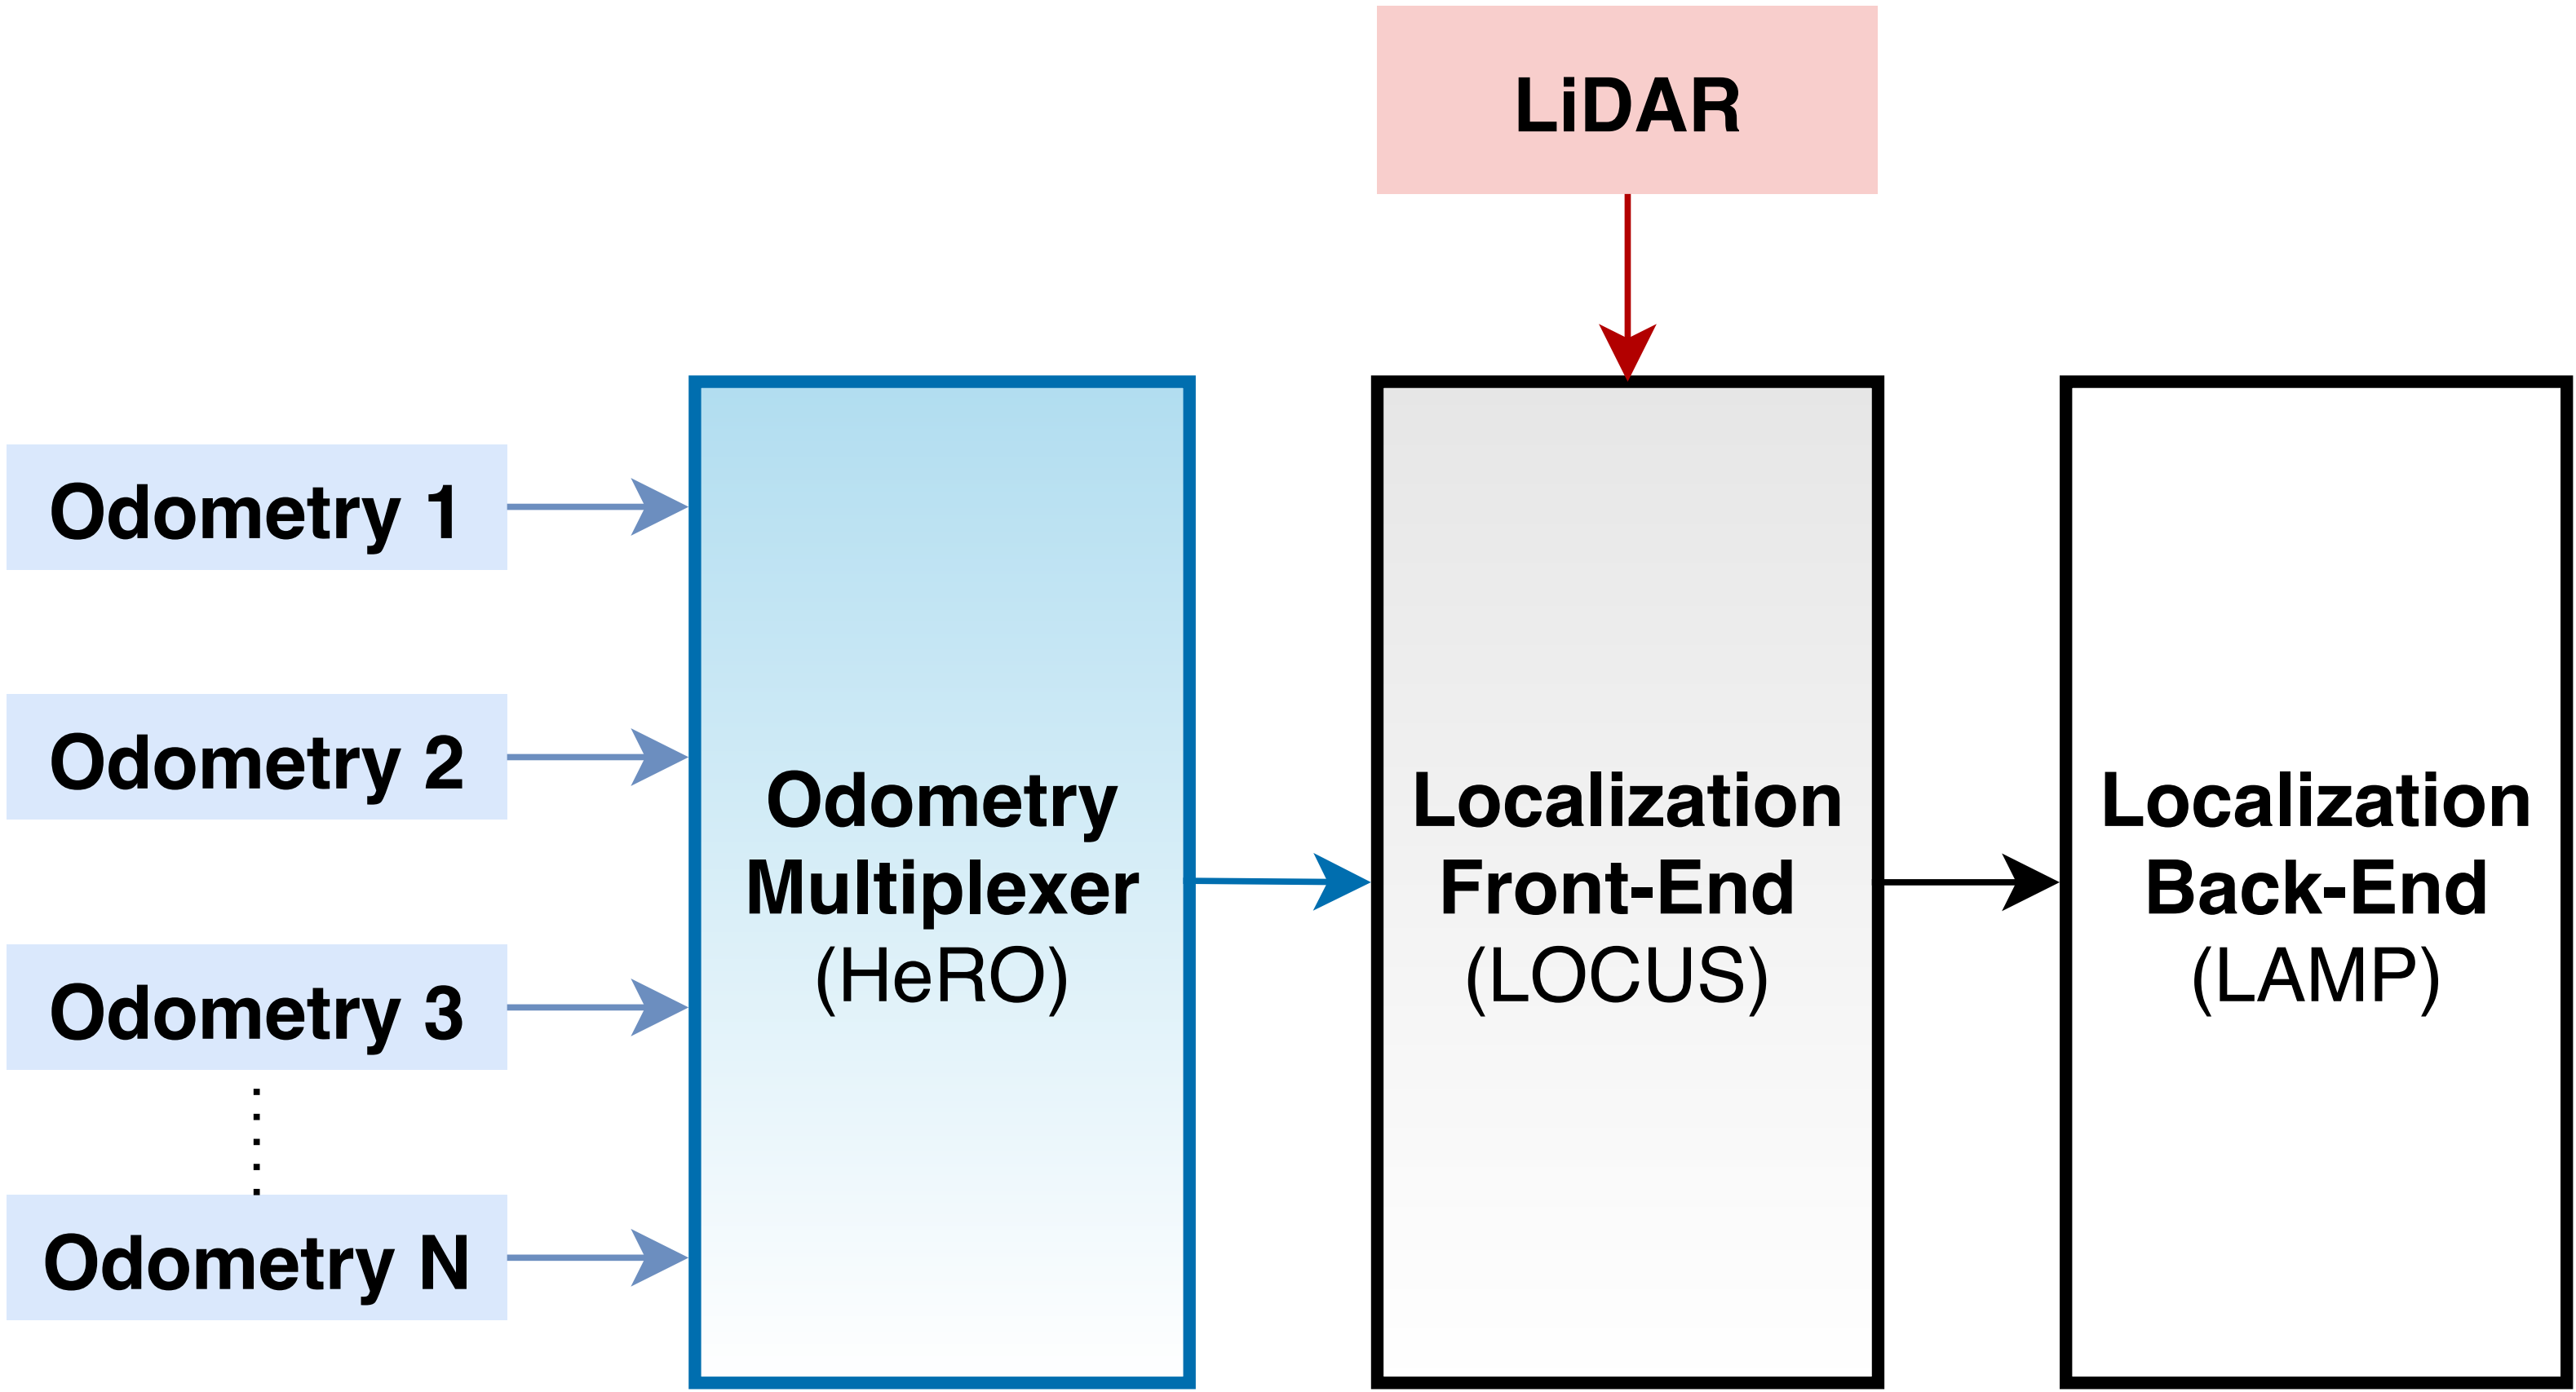 LiDAR
Odometry 1
Odometry 2
Odometry 3
Odometry N
Odometry
Multiplexer
(HeRO)
Localization
Front-End
(LOCUS)
Localization
Back-End
(LAMP)